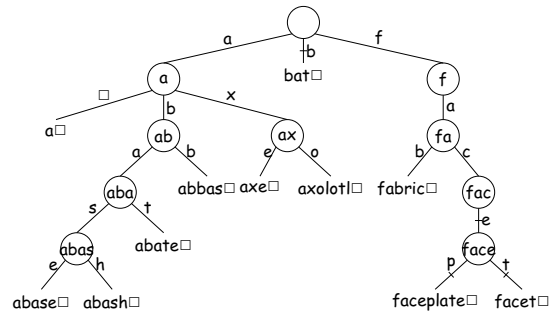 a b f
bat□
a f
□ b x a
a□ ab ax fa
a b e o b c
aba abbas□ axe□ axolotl□ fabric□ fac
s t e
abas abate□ face
e h p t
abase□ abash□ faceplate□ facet□